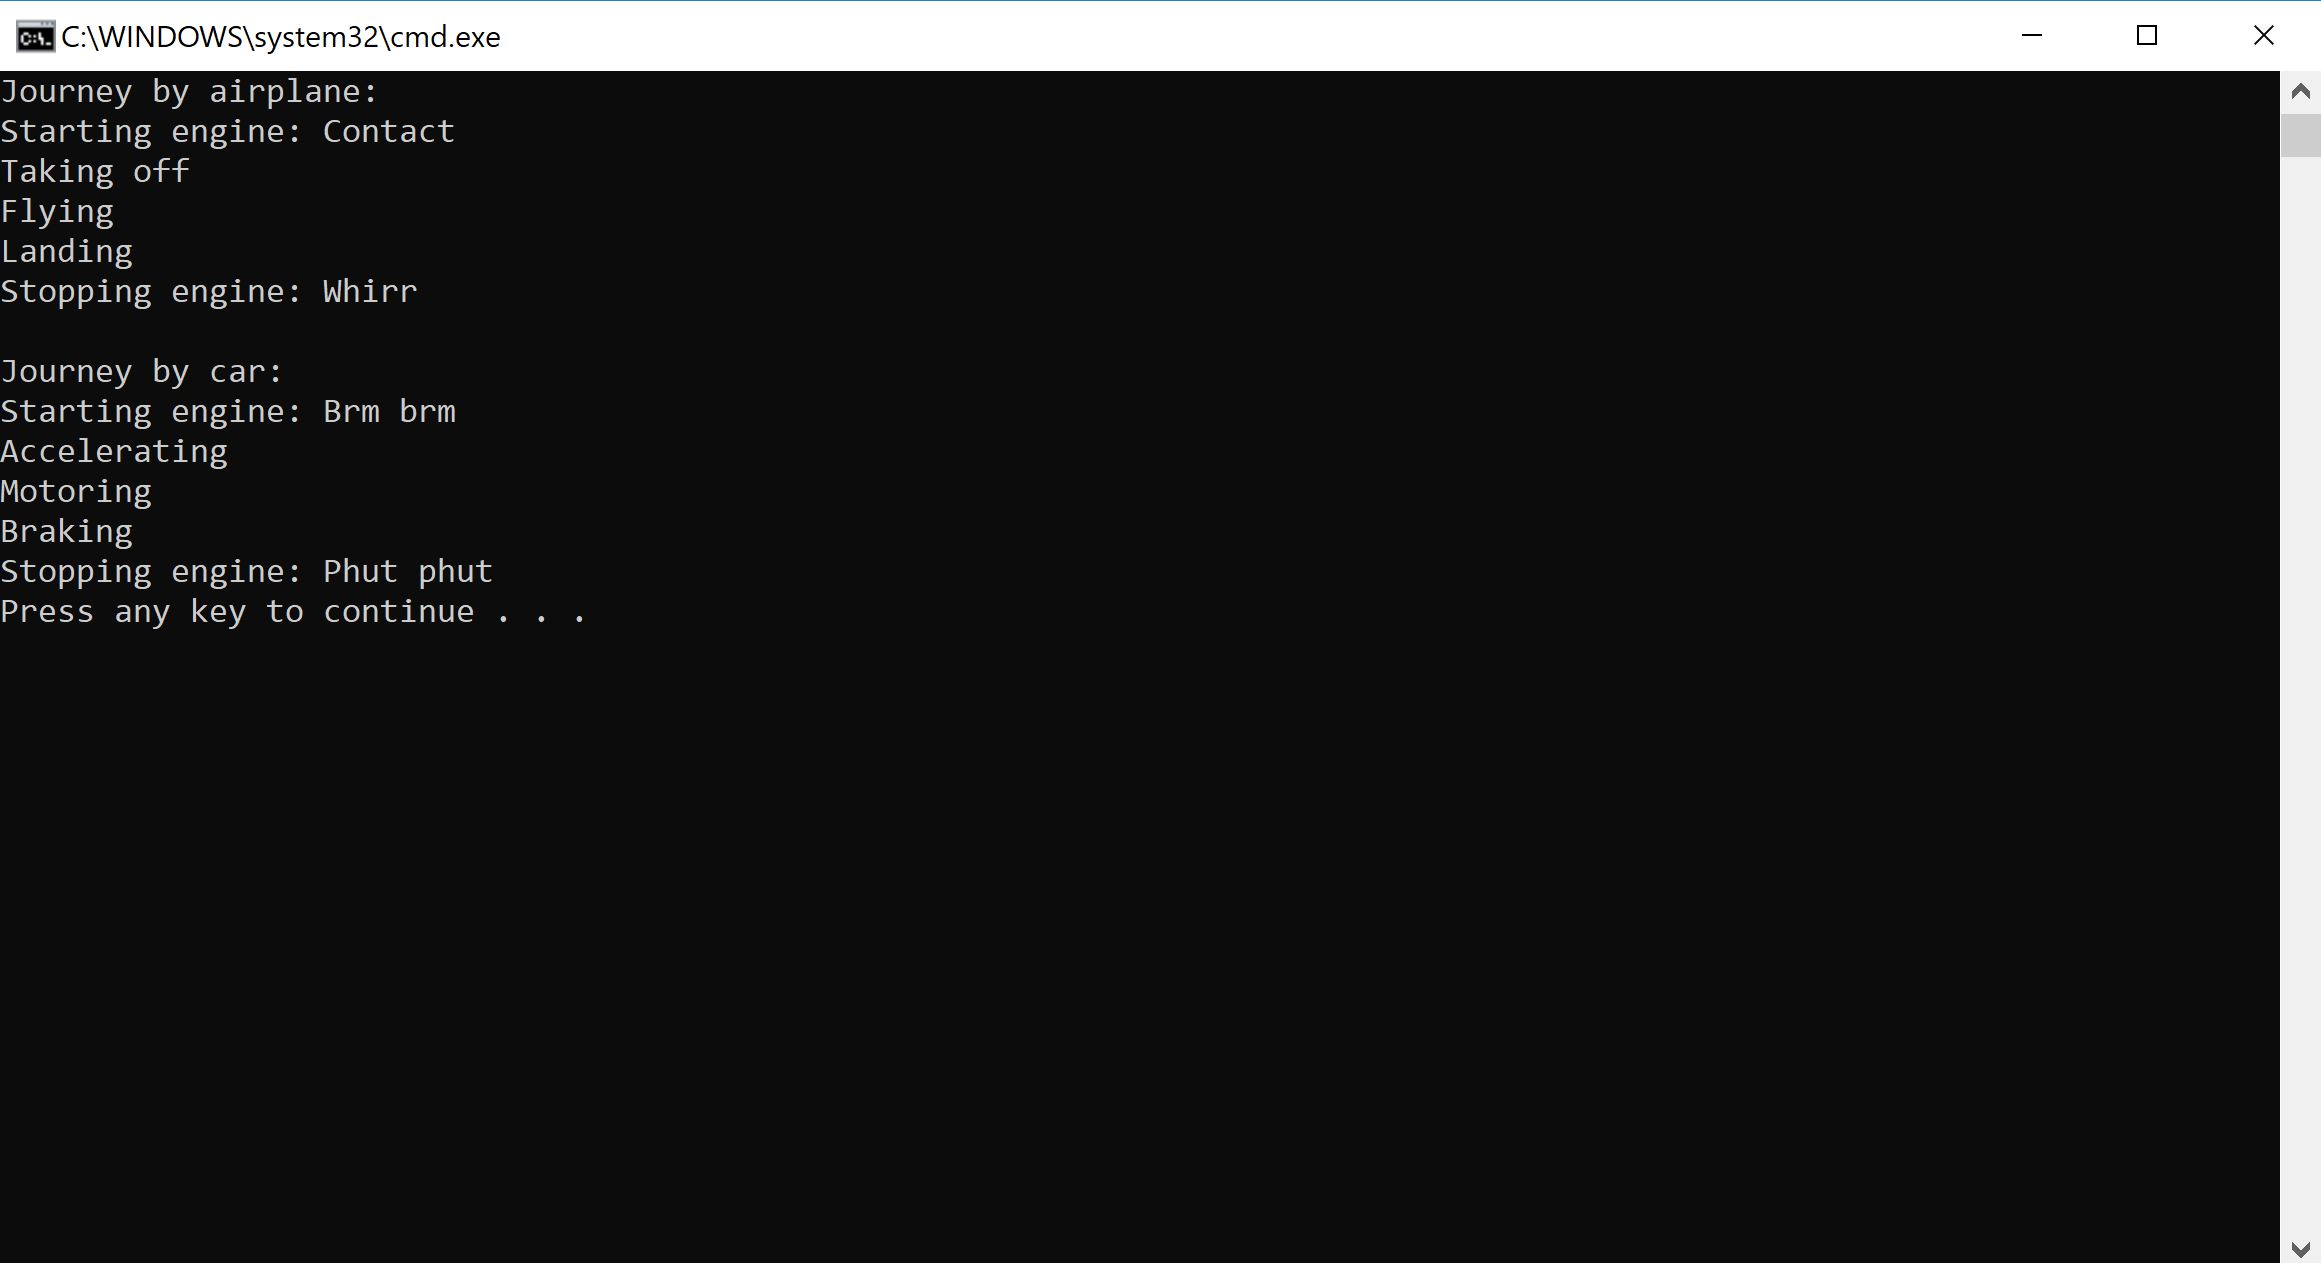 C:\WINDOWS\system32\cmd.exe
Journey by airplane:
Starting engine: Contact
Taking off
Flying
Landing
Stopping engine: Whirr

Journey by car:
Starting engine: Brm brm
Accelerating
Motoring
Braking
Stopping engine: Phut phut
Press any key to continue . . .